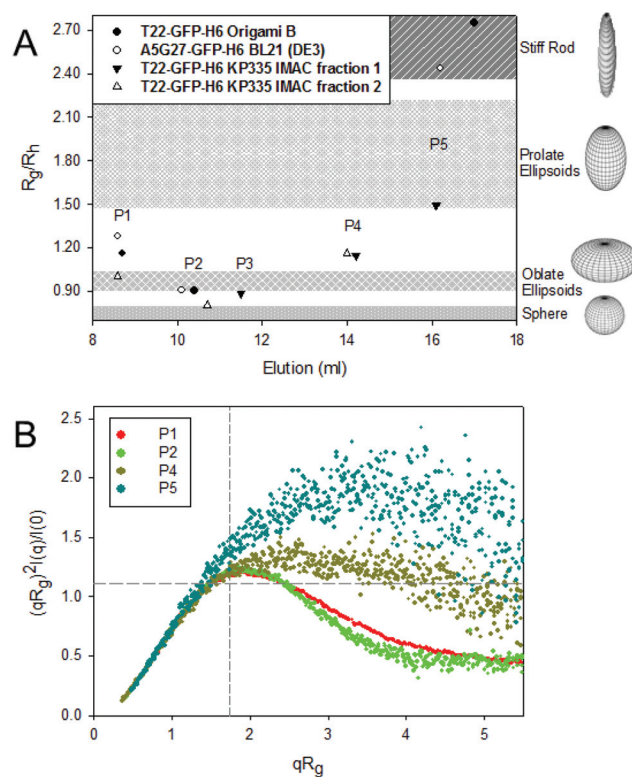 A
T22-GFP-H6 Origami B
A5G27-GFP-H6 BL21 (DE3)
T22-GFP-H6 KP335 IMAC fraction 1
T22-GFP-H6 KP335 IMAC fraction 2
2.70
2.40
2.10
1.80
1.50
1.20
0.90
Rg/Rh
P1
P2
P3
P4
P5
8 10 12 14 16 18
Elution (ml)
Stiff Rod
Prolate
Ellipsoids
Oblate
Ellipsoids
Sphere
B
P1
P2
P4
P5
2.5
2.0
1.5
1.0
0.5
0.0
(qRg)2I(q)/I(0)
0 1 2 3 4 5
qRg